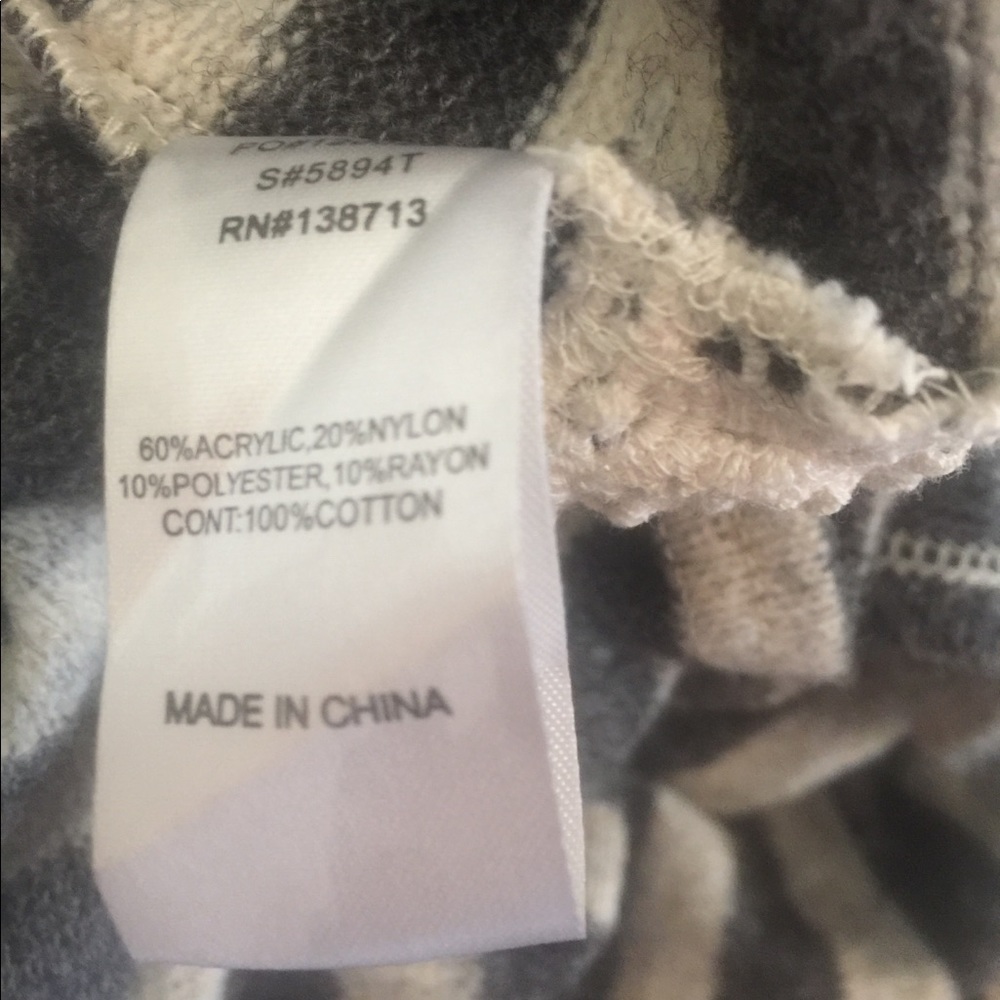 S#5894T
RN#138713
60%ACRYLIC,20%NYLON
10%POLYESTER,10%RAYON
CONT:100%COTTON
MADE IN CHINA